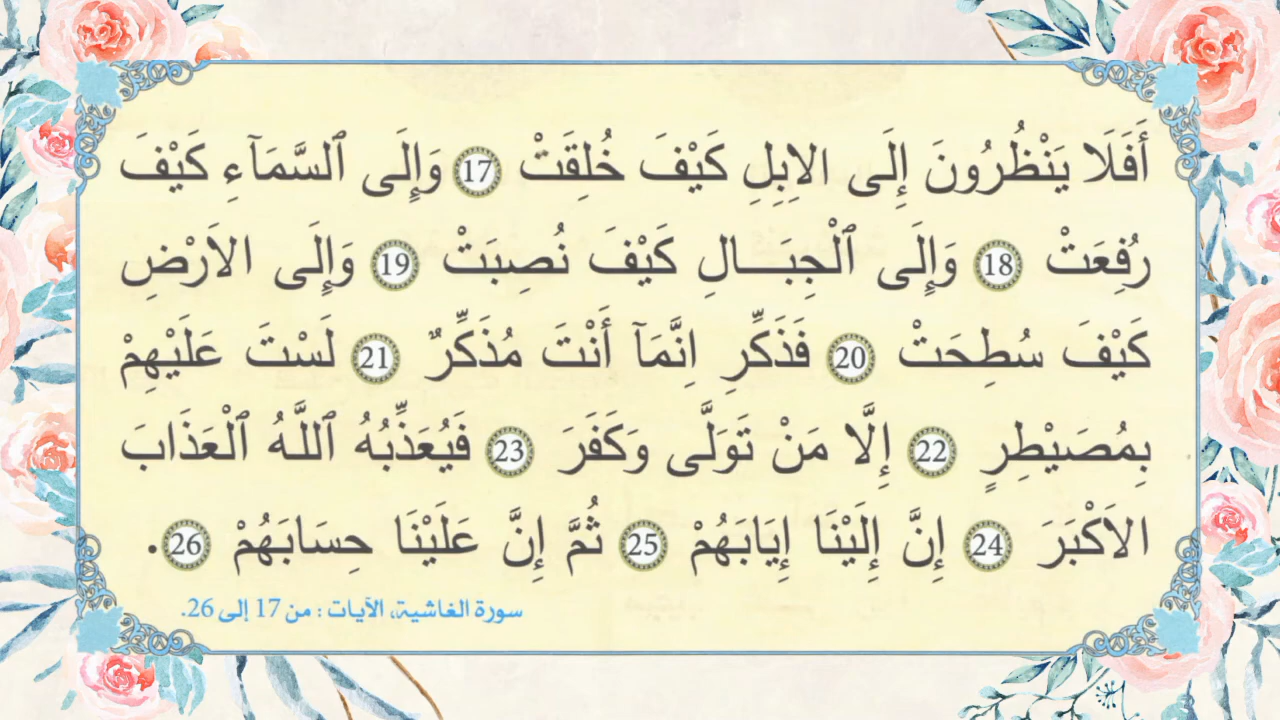 أَفَلَا يَنْظُرُونَ إِلَى الاِبِلِ كَيْفَ خُلِقَتْ 17 وَإِلَى ٱلسَّمَآءِ كَيْفَ
رُفِعَتْ 18 وَإِلَى ٱلْجِبَـــالِ كَيْفَ نُصِبَتْ 19 وَإِلَى الاَرْضِ
كَيْفَ سُطِحَتْ 20 فَذَكِّرِ اِنَّمَآ أَنْتَ مُذَكِّرٌ 21 لَسْتَ عَلَيْهِمْ
بِمُصَيْطِرٍ 22 إِلَّا مَنْ تَوَلَّى وَكَفَرَ 23 فَيُعَذِّبُهُ ٱللَّهُ ٱلْعَذَابَ
الاَكْبَرَ 24 إِنَّ إِلَيْنَا إِيَابَهُمْ 25 ثُمَّ إِنَّ عَلَيْنَا حِسَابَهُمْ 26 .
سورة الغاشية، الآيات : من 17 إلى 26.